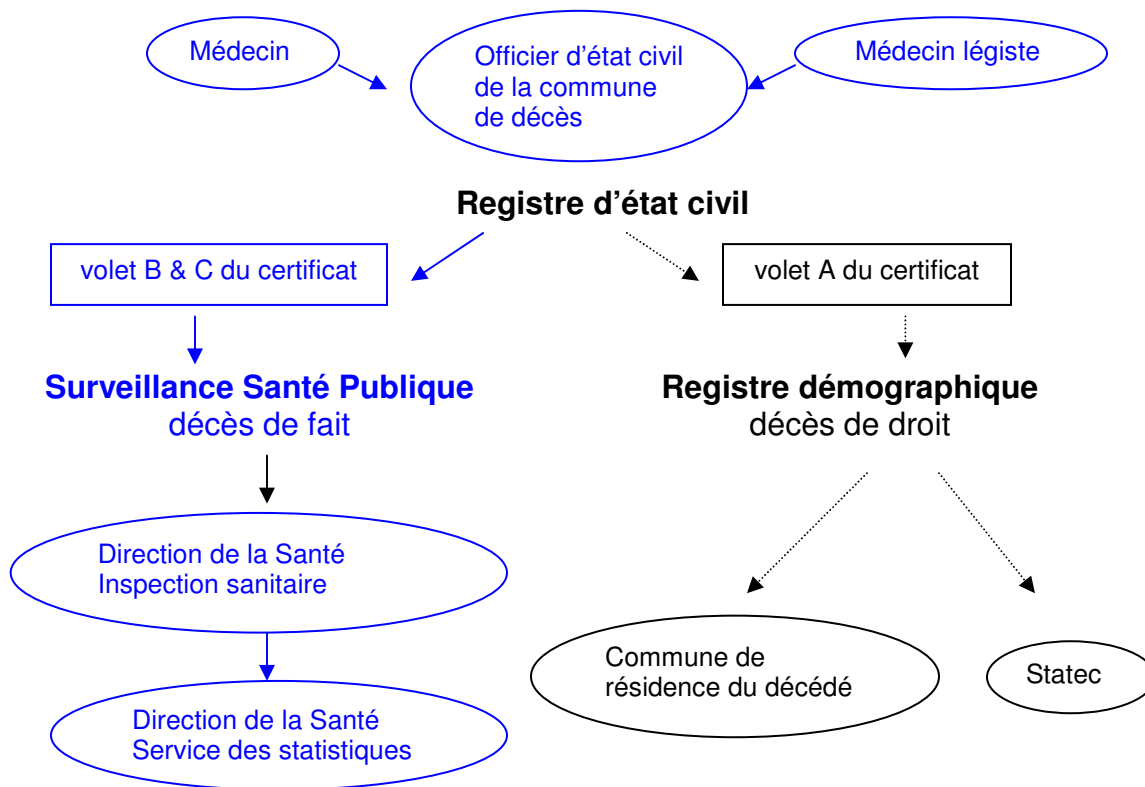 Médecin
Officier d'état civil
de la commune
de décès
Médecin légiste
Registre d'état civil
volet B & C du certificat
volet A du certificat
Surveillance Santé Publique
décès de fait
Registre démographique
décès de droit
Direction de la Santé
Inspection sanitaire
Commune de
résidence du décédé
Statec
Direction de la Santé
Service des statistiques